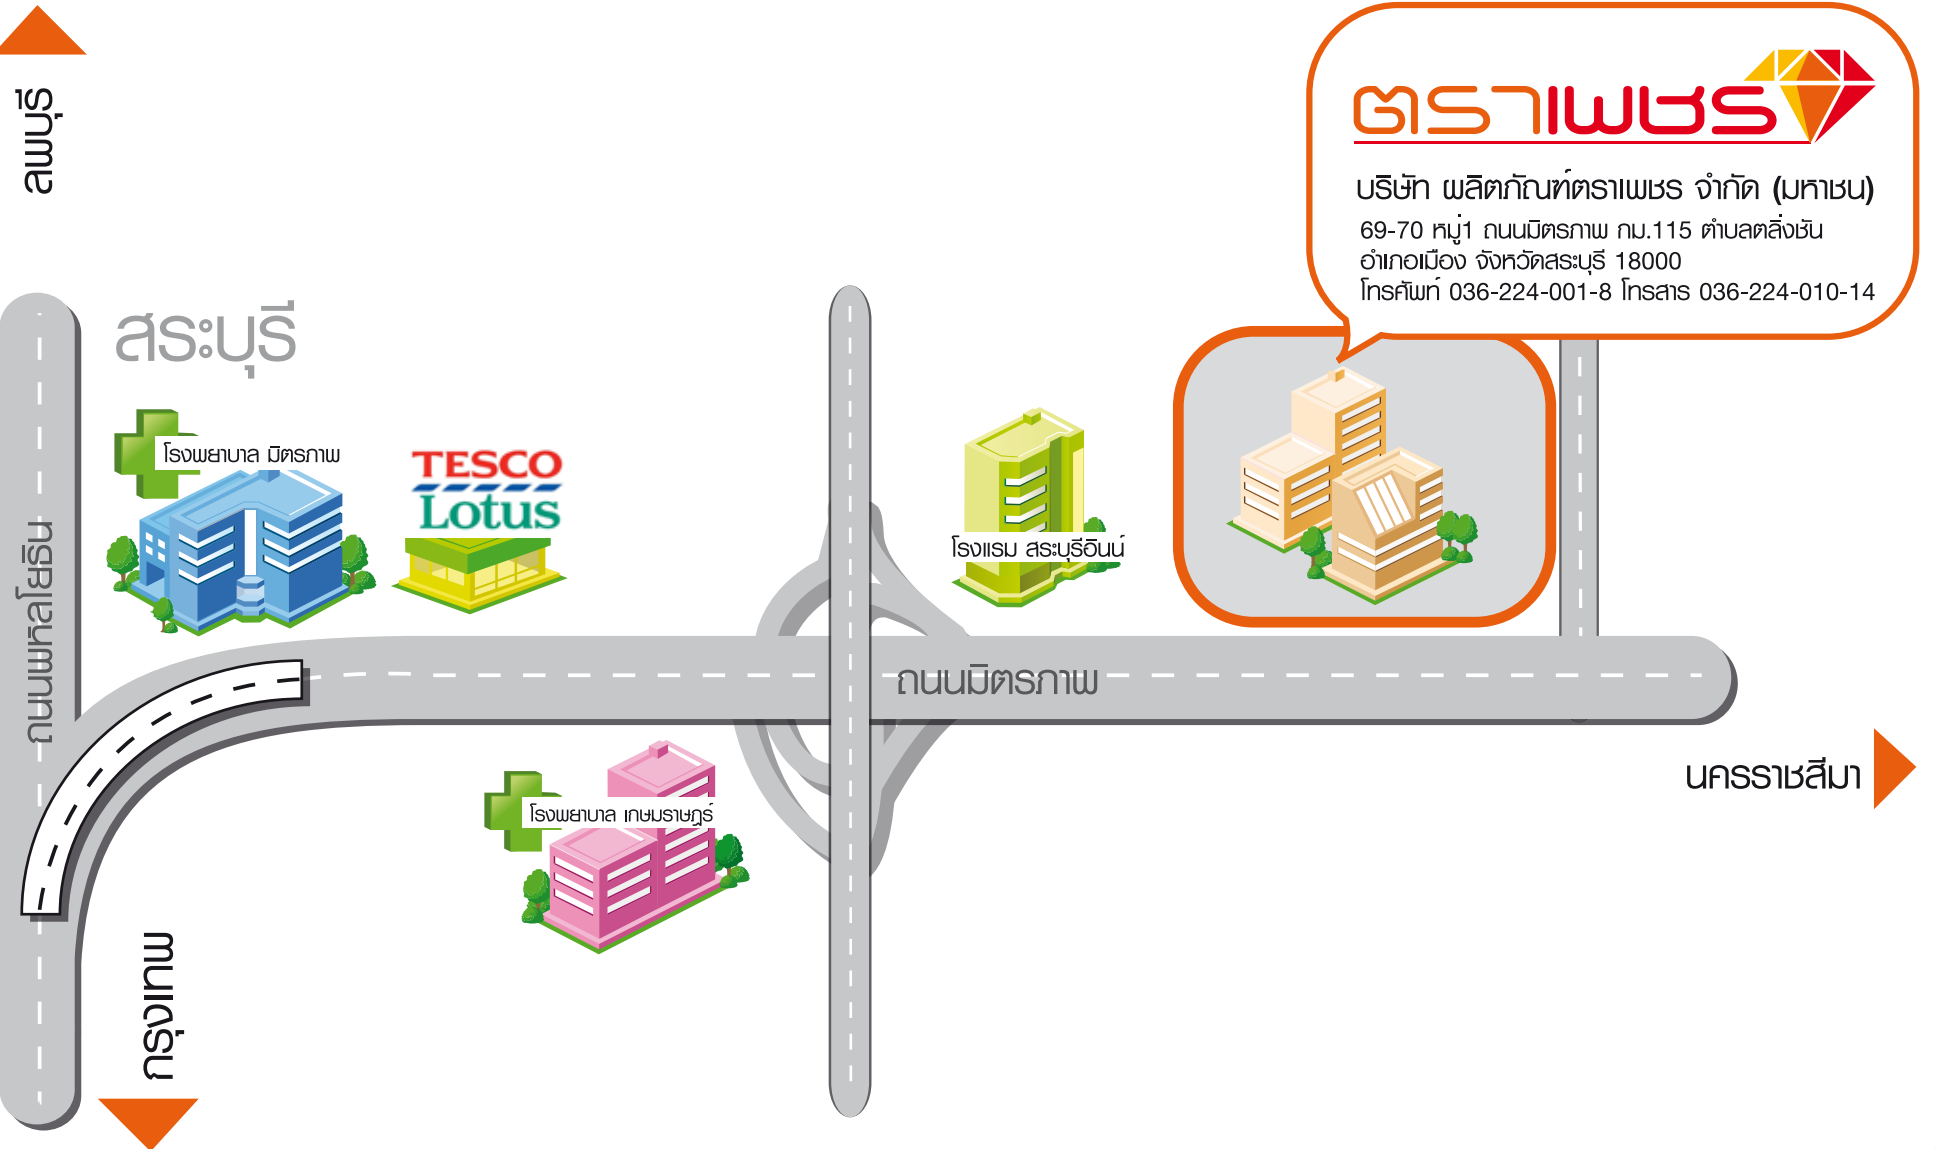 ลพบุรี
ตราเพชร
บริษัท ผลิตภัณฑ์ตราเพชร จำกัด (มหาชน)
69-70 หมู่1 ถนนมิตรภาพ กม.115 ตำบลตลิ่งชัน
อำเภอเมือง จังหวัดสระบุรี 18000
โทรศัพท์ 036-224-001-8 โทรสาร 036-224-010-14
สระบุรี
โรงพยาบาล มิตรภาพ
TESCO
Lotus
โรงแรม สระบุรีอินน์
ถนนพหลโยธิน
ถนนมิตรภาพ
นครราชสีมา
โรงพยาบาล เกษมราษฎร์
กรุงเทพ